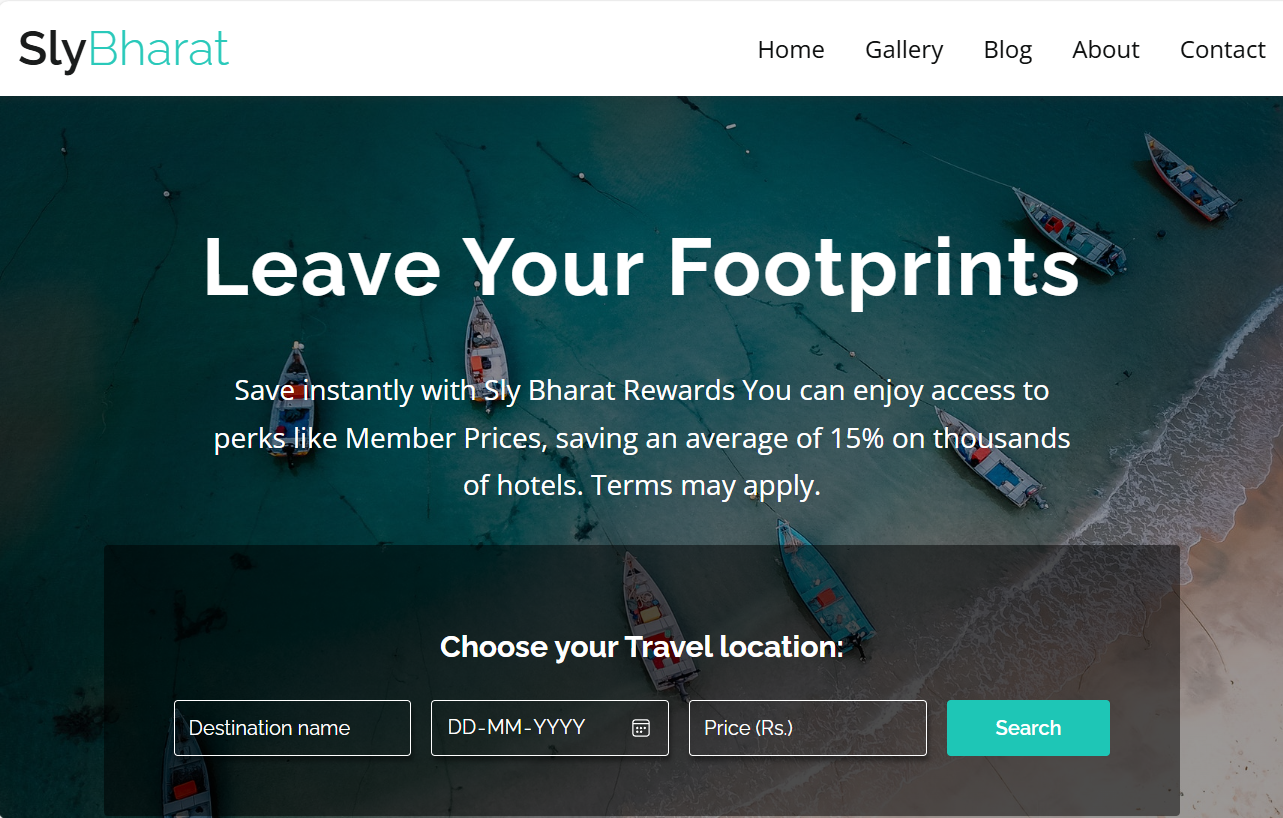 SlyBharat
Home Gallery Blog About Contact
Leave Your Footprints
Save instantly with Sly Bharat Rewards You can enjoy access to
perks like Member Prices, saving an average of 15% on thousands
of hotels. Terms may apply.
Choose your Travel location:
Destination name DD-MM-YYYY Price (Rs.) Search